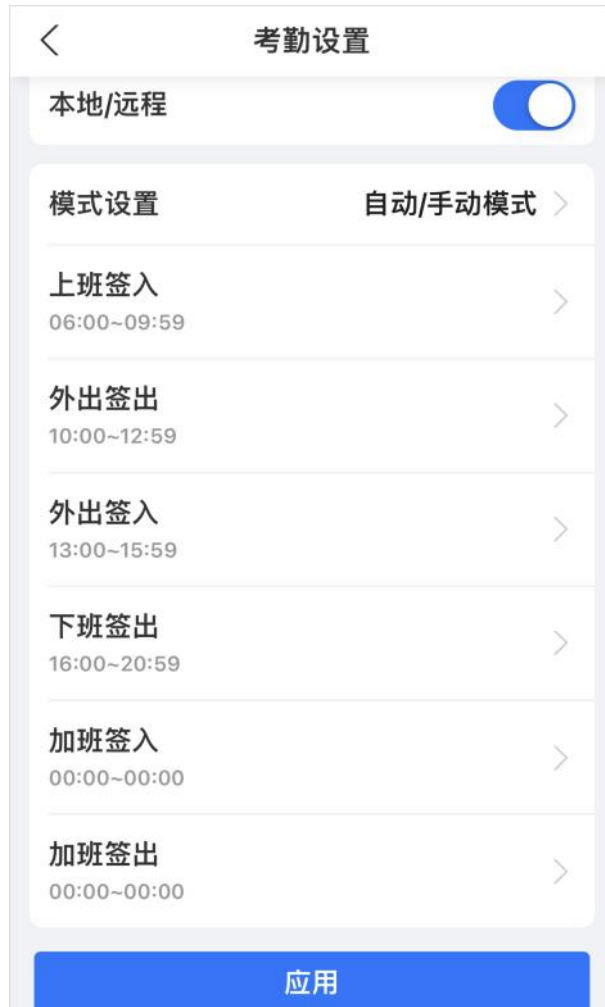 考勤设置
本地/远程
模式设置 自动/手动模式
上班签入
06:00~09:59
外出签出
10:00~12:59
外出签入
13:00~15:59
下班签出
16:00~20:59
加班签入
00:00~00:00
加班签出
00:00~00:00
应用